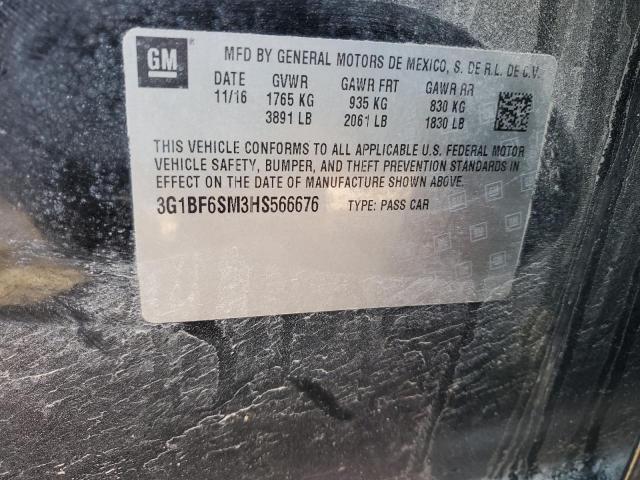 GM MFD BY GENERAL MOTORS DE MEXICO, S. DE R.L. DE C.V.
DATE GVWR GAWR FRT GAWR RR
11/16 1765 KG 935 KG 830 KG
3891 LB 2061 LB 1830 LB
THIS VEHICLE CONFORMS TO ALL APPLICABLE U.S. FEDERAL MOTOR
VEHICLE SAFETY, BUMPER, AND THEFT PREVENTION STANDARDS IN
EFFECT ON THE DATE OF MANUFACTURE SHOWN ABOVE.
3G1BF6SM3HS566676 TYPE: PASS CAR